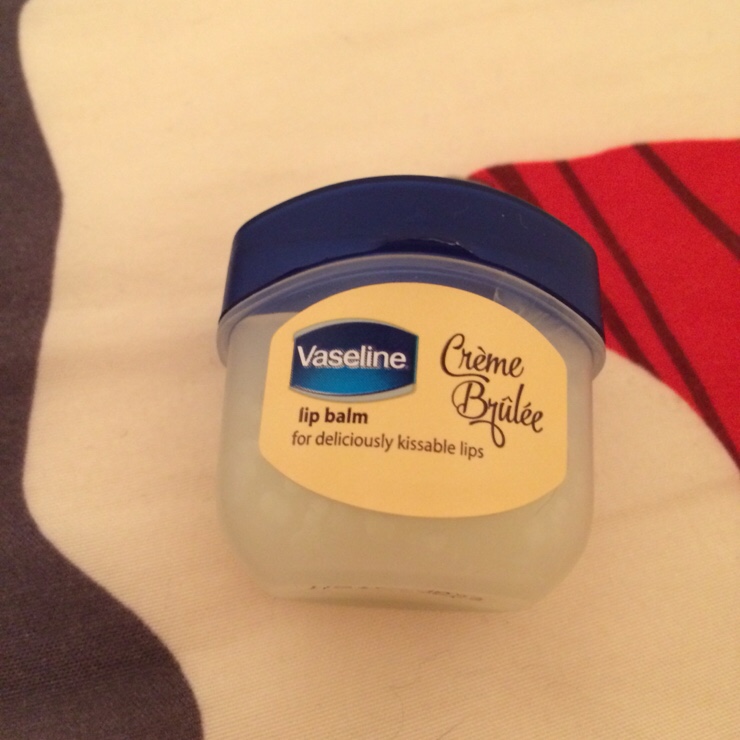 Vaseline
Crème
Brûlée
lip balm
for deliciously kissable lips